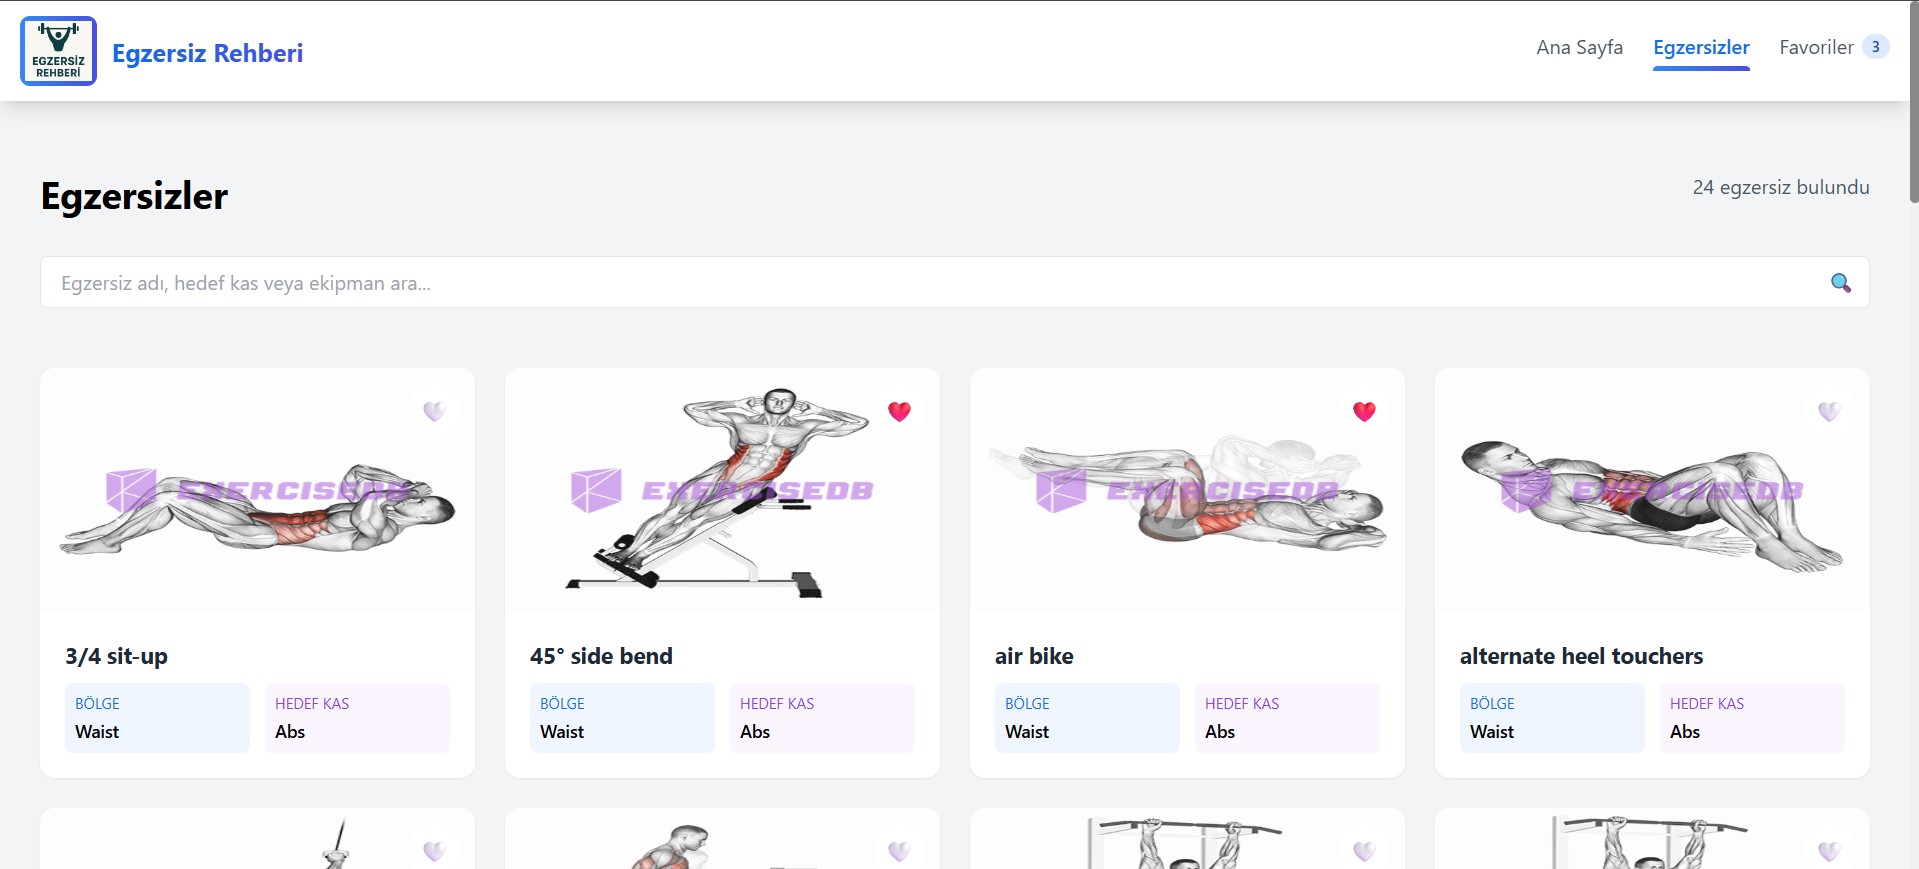 EGZERSİZ
REHBERİ
Egzersiz Rehberi
Ana Sayfa
Egzersizler
Favoriler
3
Egzersizler
24 egzersiz bulundu
Egzersiz adı, hedef kas veya ekipman ara...
EXERCISEDB
EXERCISEDB
EXERCISEDB
EXERCISEDB
3/4 sit-up
BÖLGE
Waist
HEDEF KAS
Abs
45° side bend
BÖLGE
Waist
HEDEF KAS
Abs
air bike
BÖLGE
Waist
HEDEF KAS
Abs
alternate heel touchers
BÖLGE
Waist
HEDEF KAS
Abs